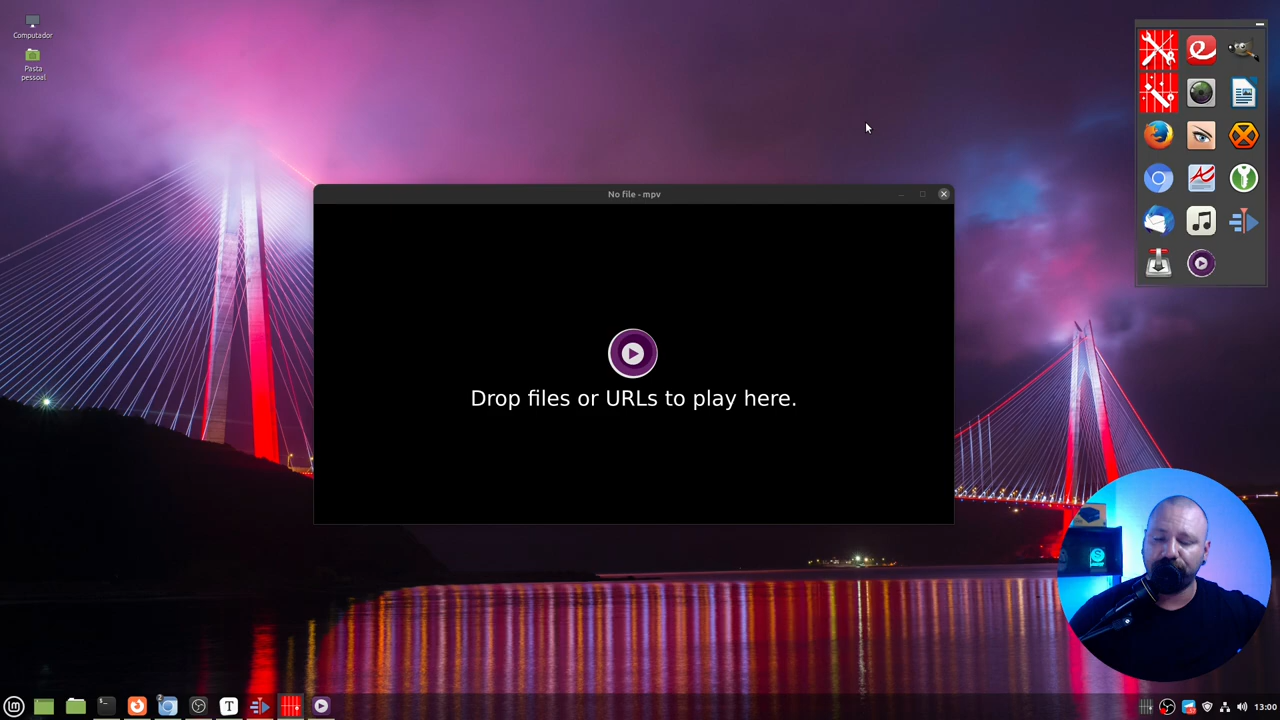 Computador
Pasta
pessoal
No file - mpv
Drop files or URLs to play here.
13:00